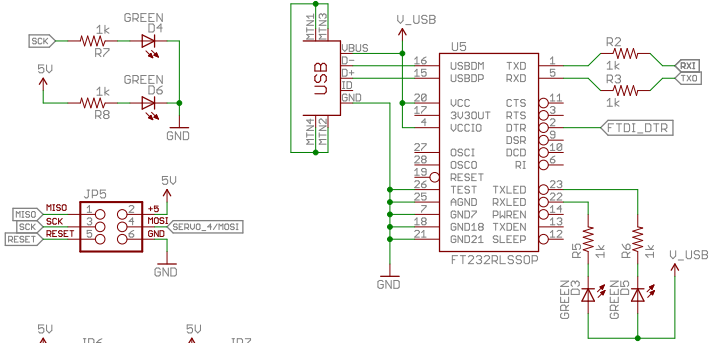 GREEN
1k D4
SCK
R7
5V
GREEN
1k D6
R8
GND
JP5
5V
MISO 1 2 +5
MISO
SCK 3 4 MOSI
SCK SERVO_4/MOSI
RESET 5 6 GND
RESET
GND
5V 5V
JP6 JP7
MTN1
MTN3
USB
VBUS
D-
D+
ID
GND
MTN4
MTN2
V_USB
U5
16 USBDM TXD 1
15 USBDP RXD 5
20 VCC CTS 11
17 3V3OUT RTS 3
4 VCCIO DTR 2
DSR 9
27 OSCI DCD 10
28 OSCO RI 6
19 RESET
26 TEST TXLED 23
25 AGND RXLED 22
7 GND7 PWREN 14
18 GND18 TXDEN 13
21 GND21 SLEEP 12
FT232RLSSOP
GND
R2
1k
RXI
R3
1k
TXO
FTDI_DTR
R5
1k
R6
1k
V_USB
GREEN
D3
GREEN
D5